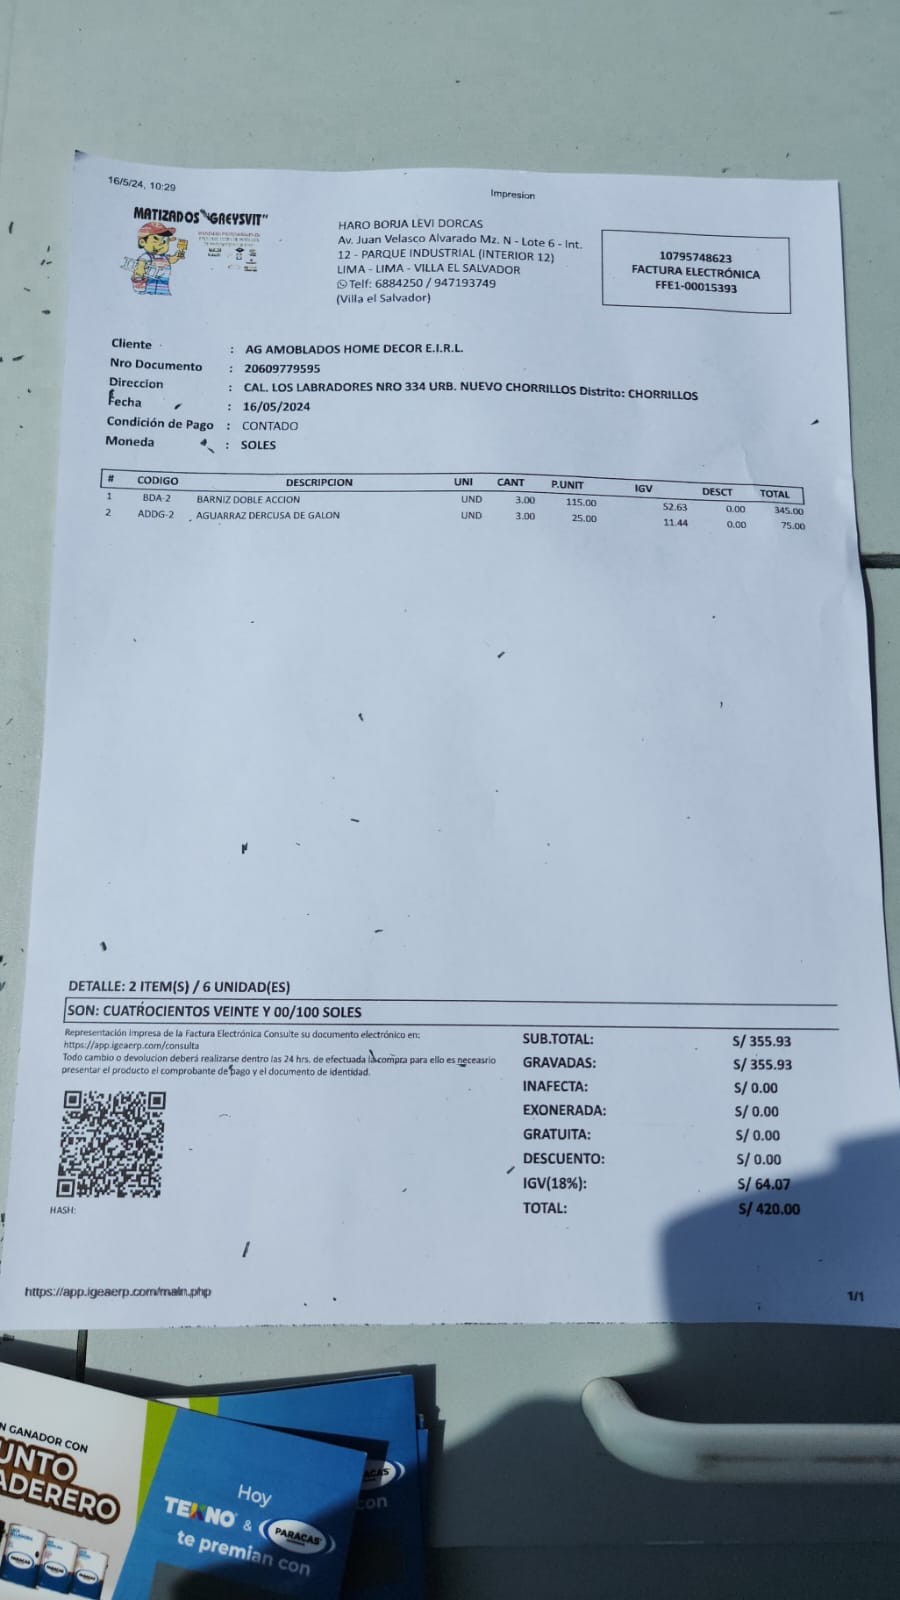 16/5/24, 10:29
Impresion
MATIZADOS "GREYSVIT"
HARO BORJA LEVI DORCAS
Av. Juan Velasco Alvarado Mz. N - Lote 6 - Int.
12 - PARQUE INDUSTRIAL (INTERIOR 12)
LIMA - LIMA - VILLA EL SALVADOR
Telf: 6884250 / 947193749
(Villa el Salvador)
10795748623
FACTURA ELECTRÓNICA
FFE1-00015393
Cliente : AG AMOBLADOS HOME DECOR E.I.R.L.
Nro Documento : 20609779595
Direccion : CAL. LOS LABRADORES NRO 334 URB. NUEVO CHORRILLOS Distrito: CHORRILLOS
Fecha : 16/05/2024
Condición de Pago : CONTADO
Moneda : SOLES
# CODIGO DESCRIPCION UNI CANT P.UNIT IGV DESCT TOTAL
1 BDA-2 BARNIZ DOBLE ACCION UND 3.00 115.00 52.63 0.00 345.00
2 ADDG-2 AGUARRAZ DERCUSA DE GALON UND 3.00 25.00 11.44 0.00 75.00
DETALLE: 2 ITEM(S) / 6 UNIDAD(ES)
SON: CUATROCIENTOS VEINTE Y 00/100 SOLES
Representación Impresa de la Factura Electrónica Consulte su documento electrónico en:
https://app.igeaerp.com/consulta
Todo cambio o devolucion deberá realizarse dentro las 24 hrs. de efectuada la compra para ello es neceasrio
presentar el producto el comprobante de pago y el documento de identidad.
SUB.TOTAL: S/ 355.93
GRAVADAS: S/ 355.93
INAFECTA: S/ 0.00
EXONERADA: S/ 0.00
GRATUITA: S/ 0.00
DESCUENTO: S/ 0.00
IGV(18%): S/ 64.07
TOTAL: S/ 420.00
HASH:
https://app.igeaerp.com/main.php
1/1
N GANADOR CON
UNTO
ADERERO
Hoy
TEKNO & PARACAS
te premian con
PARACAS
PARACAS
PARACAS
ACAS
con